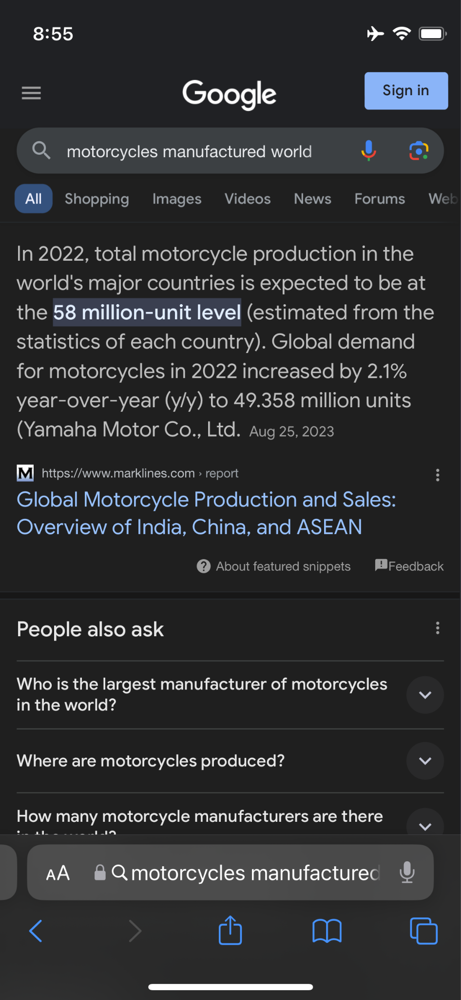 8:55
Google
Sign in
motorcycles manufactured world
All Shopping Images Videos News Forums Web
In 2022, total motorcycle production in the
world's major countries is expected to be at
the 58 million-unit level (estimated from the
statistics of each country). Global demand
for motorcycles in 2022 increased by 2.1%
year-over-year (y/y) to 49.358 million units
(Yamaha Motor Co., Ltd. Aug 25, 2023
M https://www.marklines.com › report
Global Motorcycle Production and Sales:
Overview of India, China, and ASEAN
About featured snippets Feedback
People also ask
Who is the largest manufacturer of motorcycles
in the world?
Where are motorcycles produced?
How many motorcycle manufacturers are there
in the world?
AA motorcycles manufactured